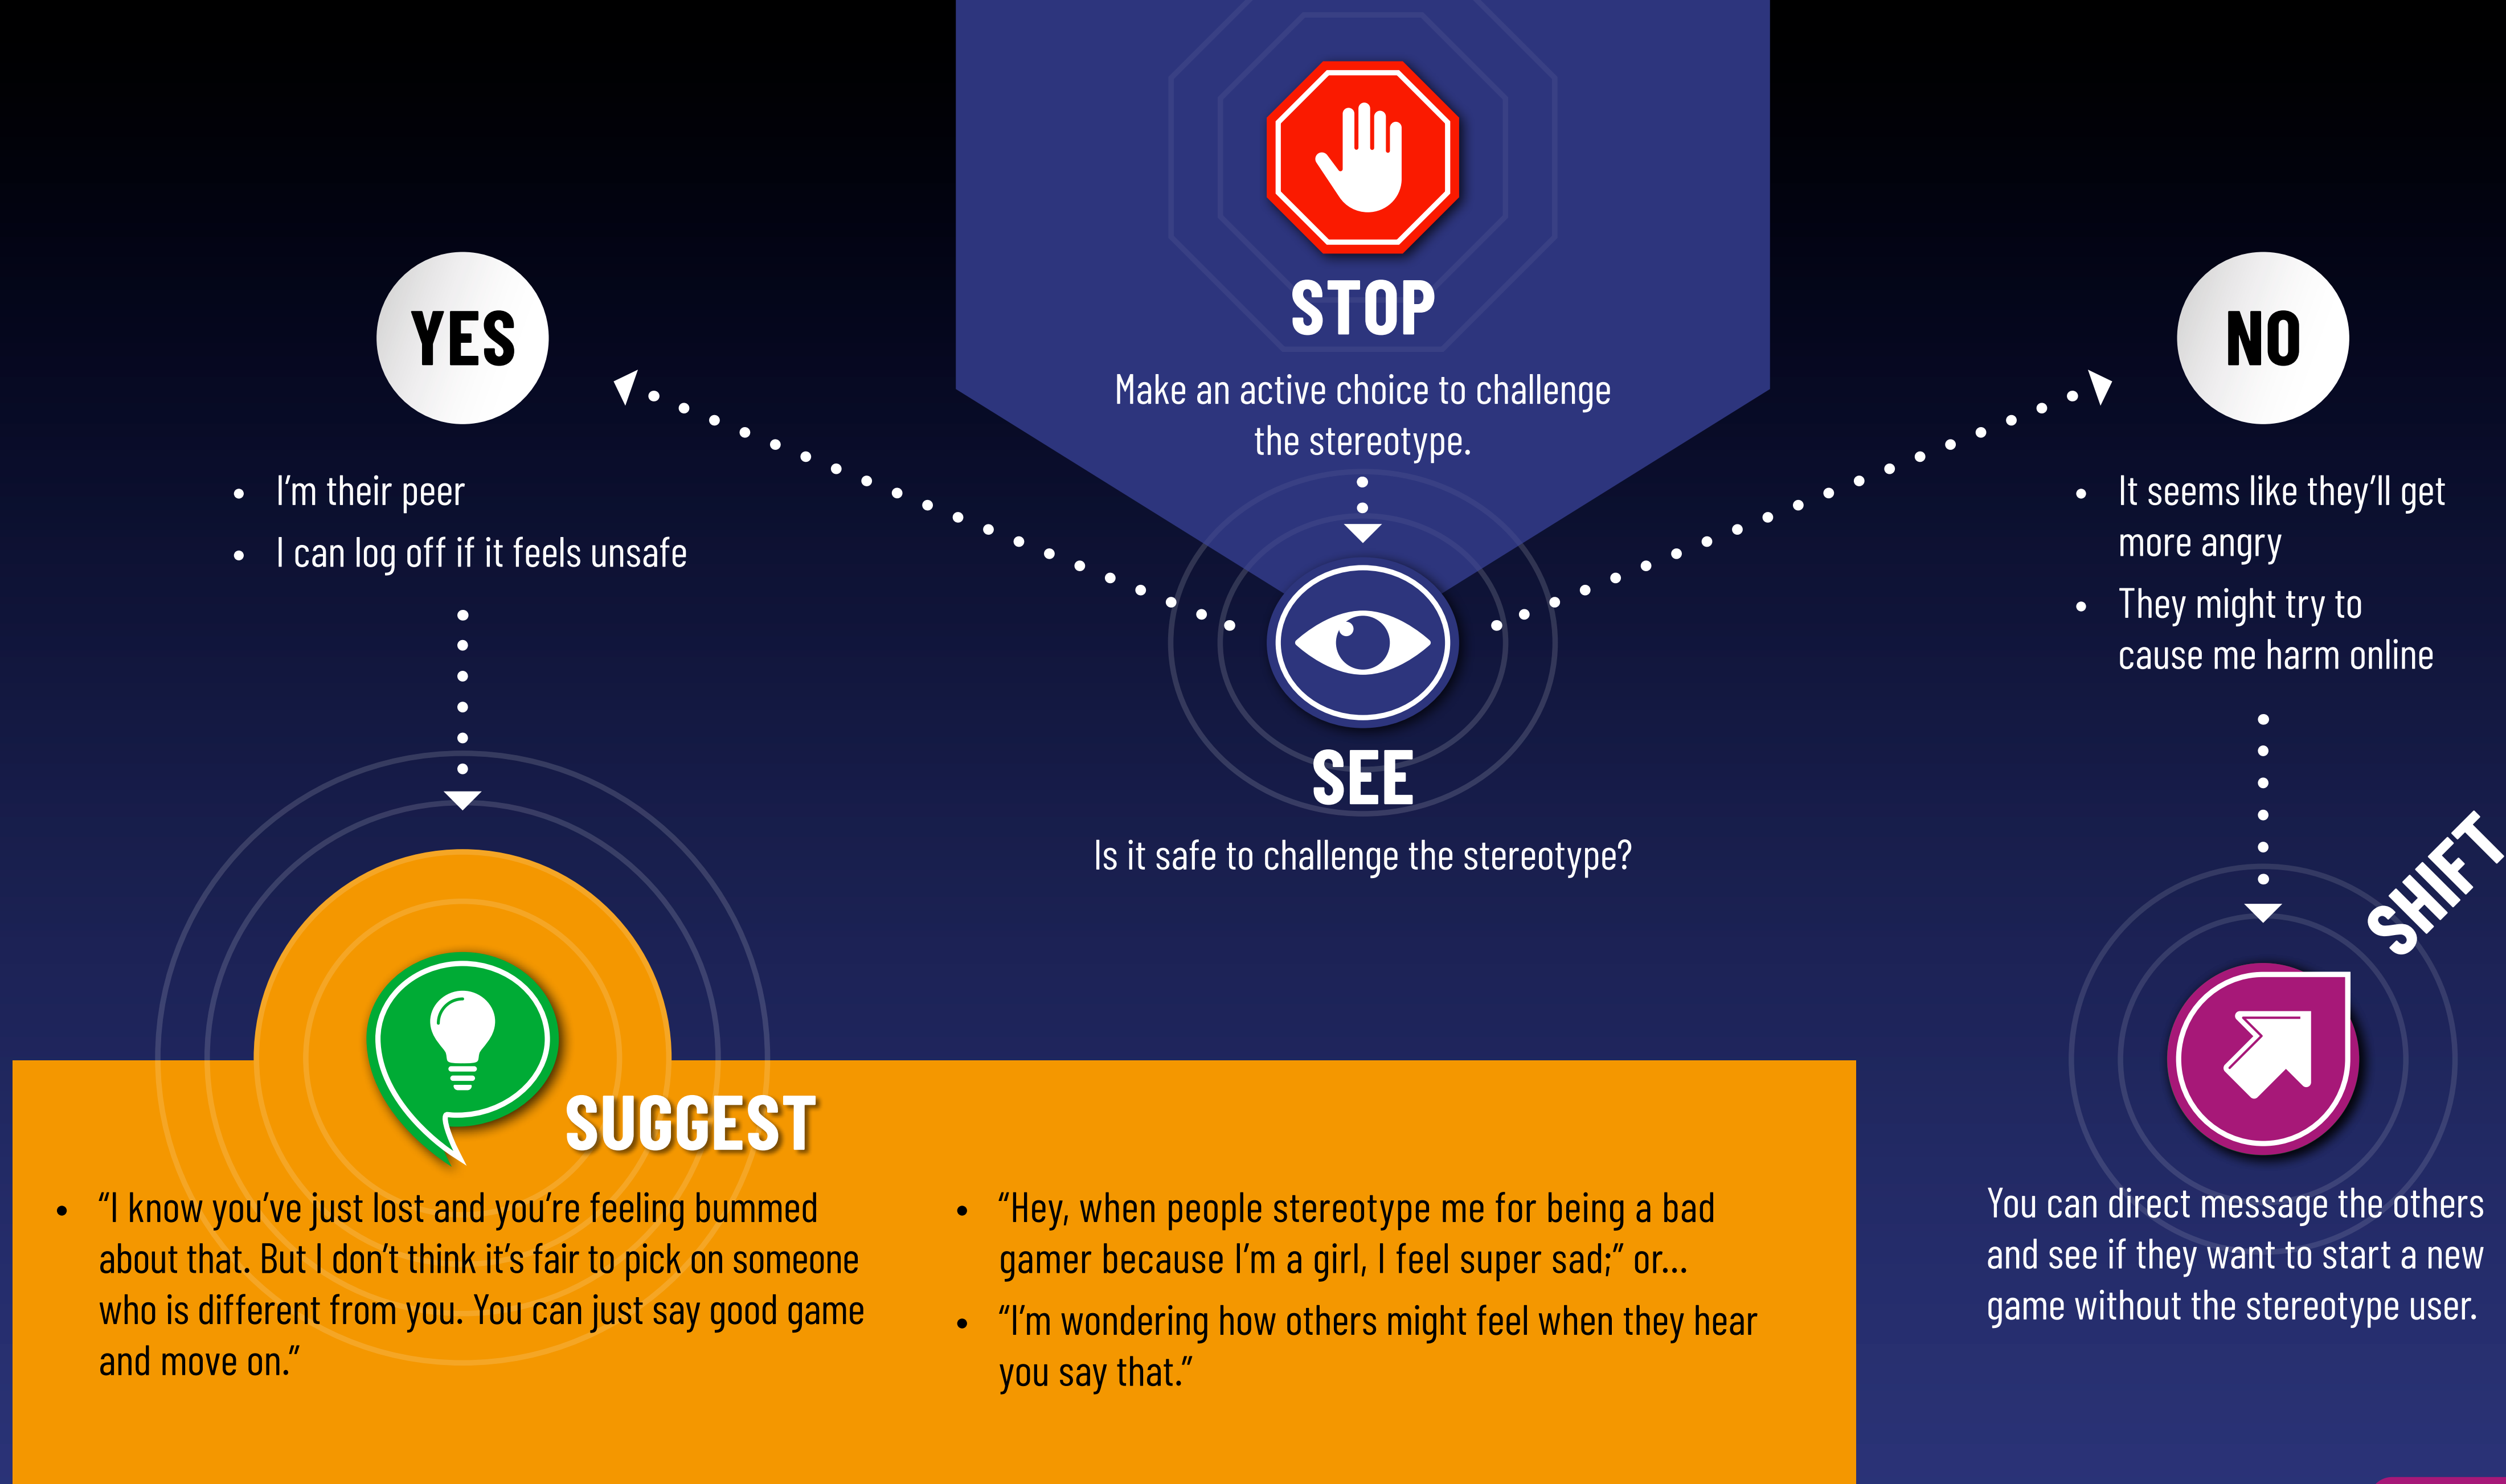 STOP
Make an active choice to challenge
the stereotype.
SEE
Is it safe to challenge the stereotype?
YES
• I’m their peer
• I can log off if it feels unsafe
NO
• It seems like they’ll get
more angry
• They might try to
cause me harm online
SUGGEST
• “I know you’ve just lost and you’re feeling bummed
about that. But I don’t think it’s fair to pick on someone
who is different from you. You can just say good game
and move on.”
• “Hey, when people stereotype me for being a bad
gamer because I’m a girl, I feel super sad;” or...
• “I’m wondering how others might feel when they hear
you say that.”
SHIFT
You can direct message the others
and see if they want to start a new
game without the stereotype user.